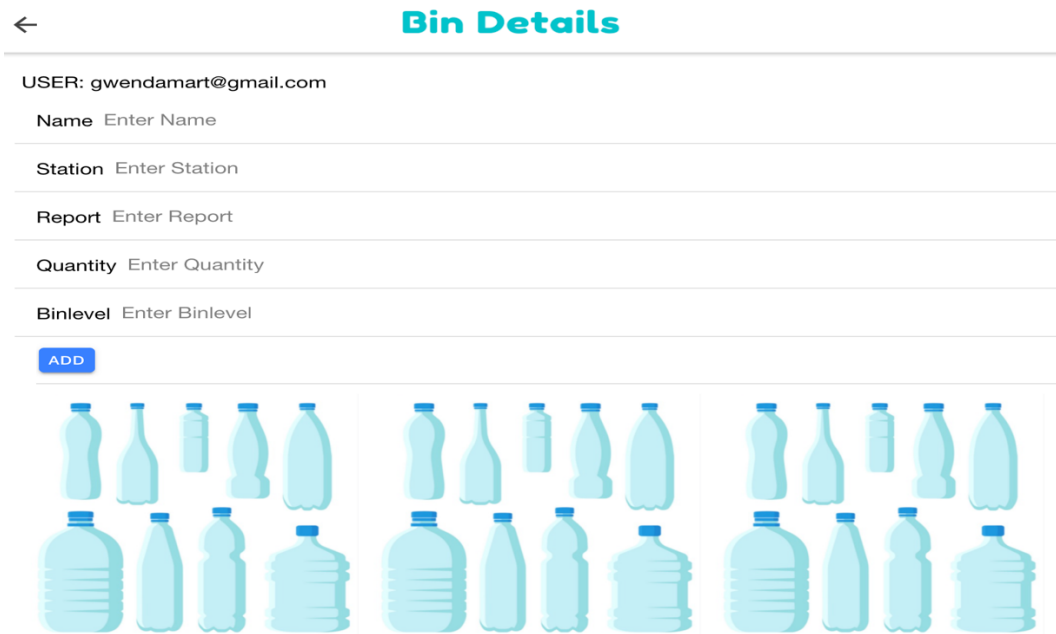 Bin Details
USER: gwendamart@gmail.com
Name Enter Name
Station Enter Station
Report Enter Report
Quantity Enter Quantity
Binlevel Enter Binlevel
ADD